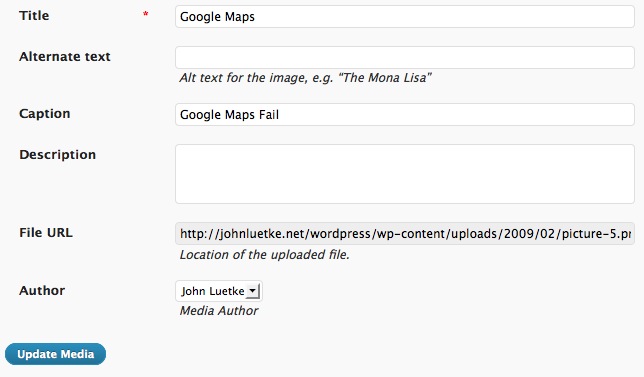 Title * Google Maps
Alternate text
Alt text for the image, e.g. “The Mona Lisa”
Caption Google Maps Fail
Description
File URL http://johnluetke.net/wordpress/wp-content/uploads/2009/02/picture-5.pn
Location of the uploaded file.
Author John Luetke
Media Author
Update Media